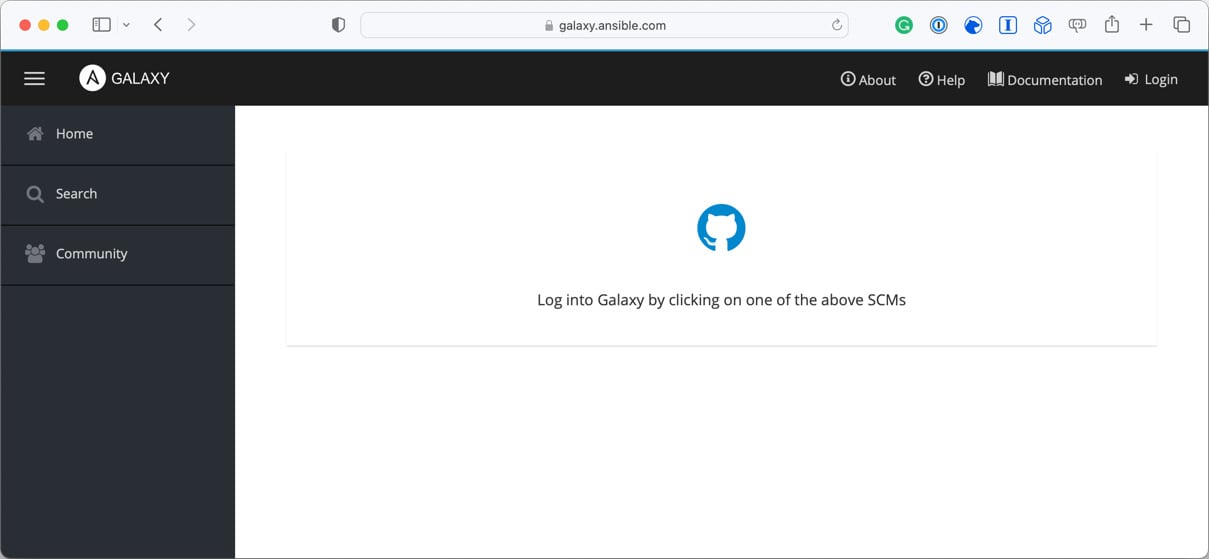 galaxy.ansible.com
GALAXY
About
Help
Documentation
Login
Home
Search
Community
Log into Galaxy by clicking on one of the above SCMs